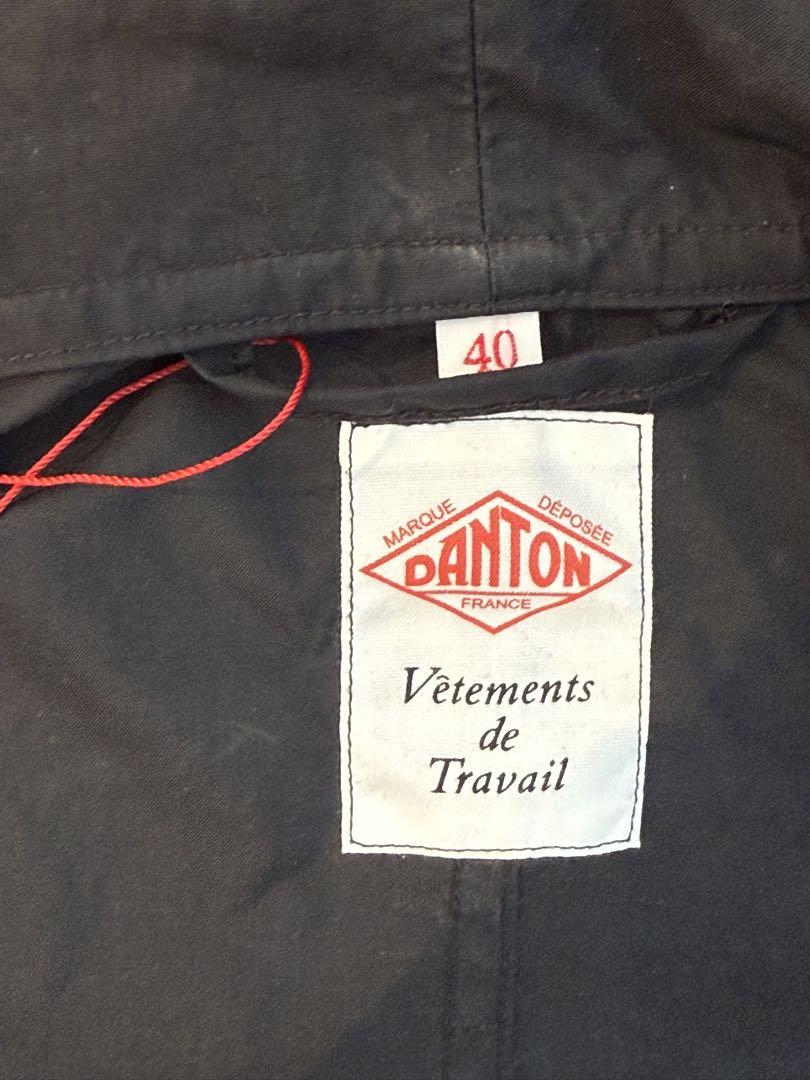 40
MARQUE DÉPOSÉE
DANTON
FRANCE
Vêtements
de
Travail